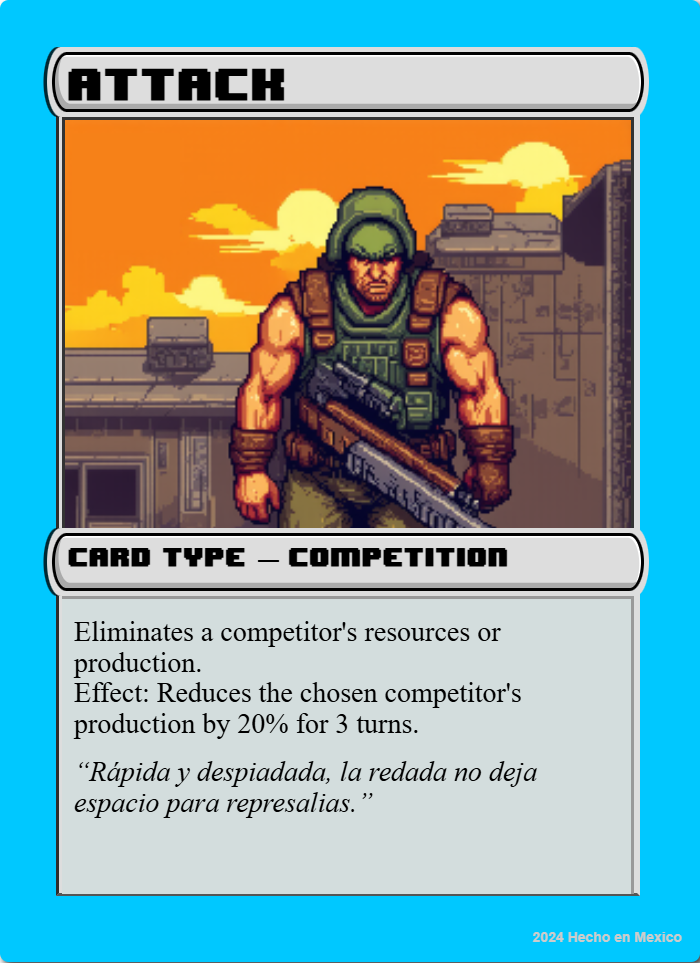 ATTACK
CARD TYPE — COMPETITION
Eliminates a competitor's resources or
production.
Effect: Reduces the chosen competitor's
production by 20% for 3 turns.
“Rápida y despiadada, la redada no deja
espacio para represalias.”
2024 Hecho en Mexico